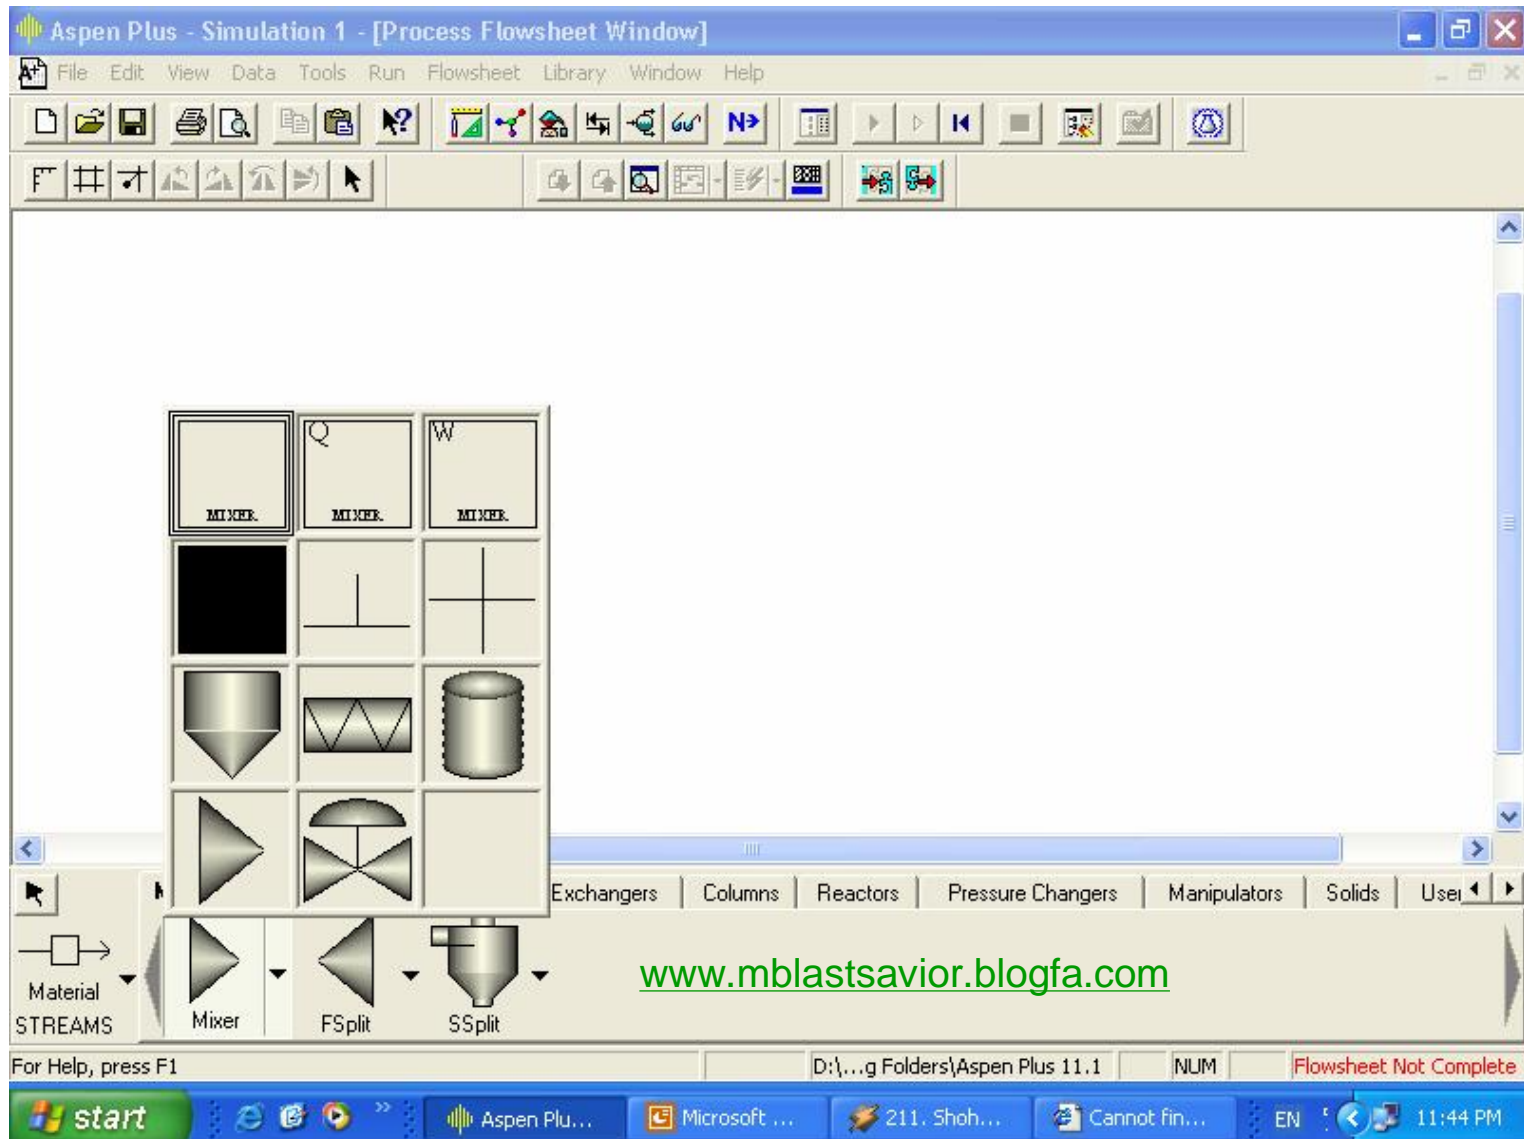 Aspen Plus - Simulation 1 - [Process Flowsheet Window]
File Edit View Data Tools Run Flowsheet Library Window Help
N
Q
W
MIXER
MIXER
MIXER
Exchangers Columns Reactors Pressure Changers Manipulators Solids User
Material
STREAMS
Mixer
FSplit
SSplit
www.mblastsavior.blogfa.com
For Help, press F1
D:\...g Folders\Aspen Plus 11.1
NUM
Flowsheet Not Complete
start
Aspen Plu...
Microsoft ...
211. Shoh...
Cannot fin...
EN
11:44 PM